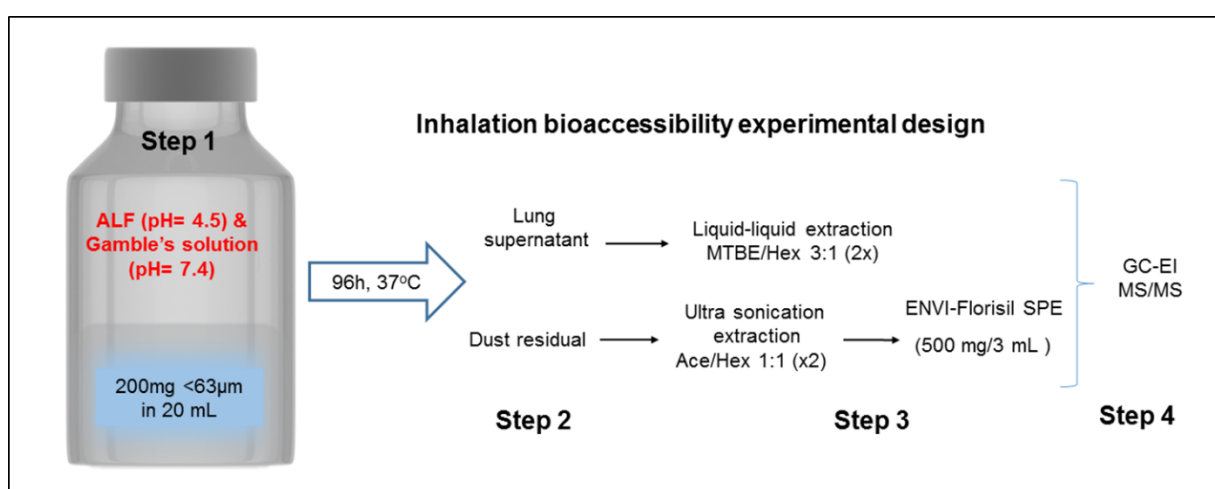 Step 1
ALF (pH= 4.5) &
Gamble's solution
(pH= 7.4)
200mg <63µm
in 20 mL
96h, 37°C
Inhalation bioaccessibility experimental design
Lung
supernatant
Liquid-liquid extraction
MTBE/Hex 3:1 (2x)
Dust residual
Ultra sonication
extraction
Ace/Hex 1:1 (x2)
ENVI-Florisil SPE
(500 mg/3 mL )
GC-EI
MS/MS
Step 2
Step 3
Step 4